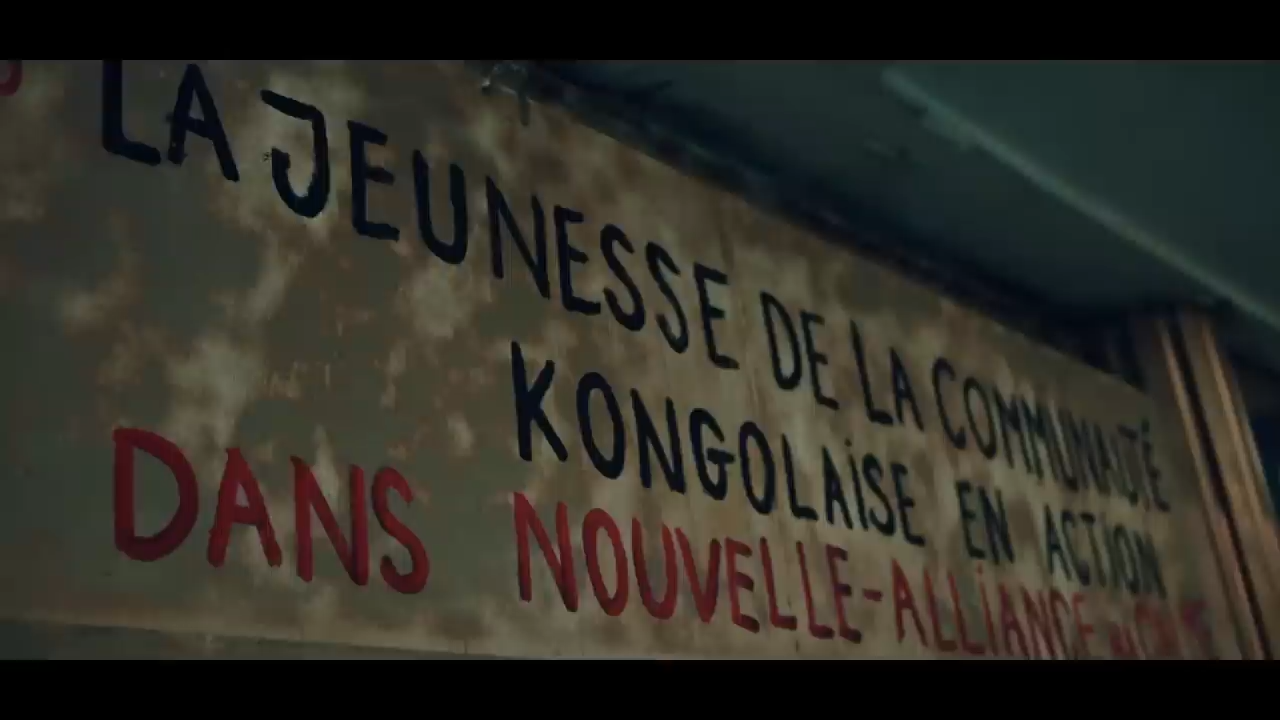 LA JEUNESSE DE LA COMMUNAUTÉ
KONGOLAISE EN ACTION
DANS NOUVELLE-ALLIANCE